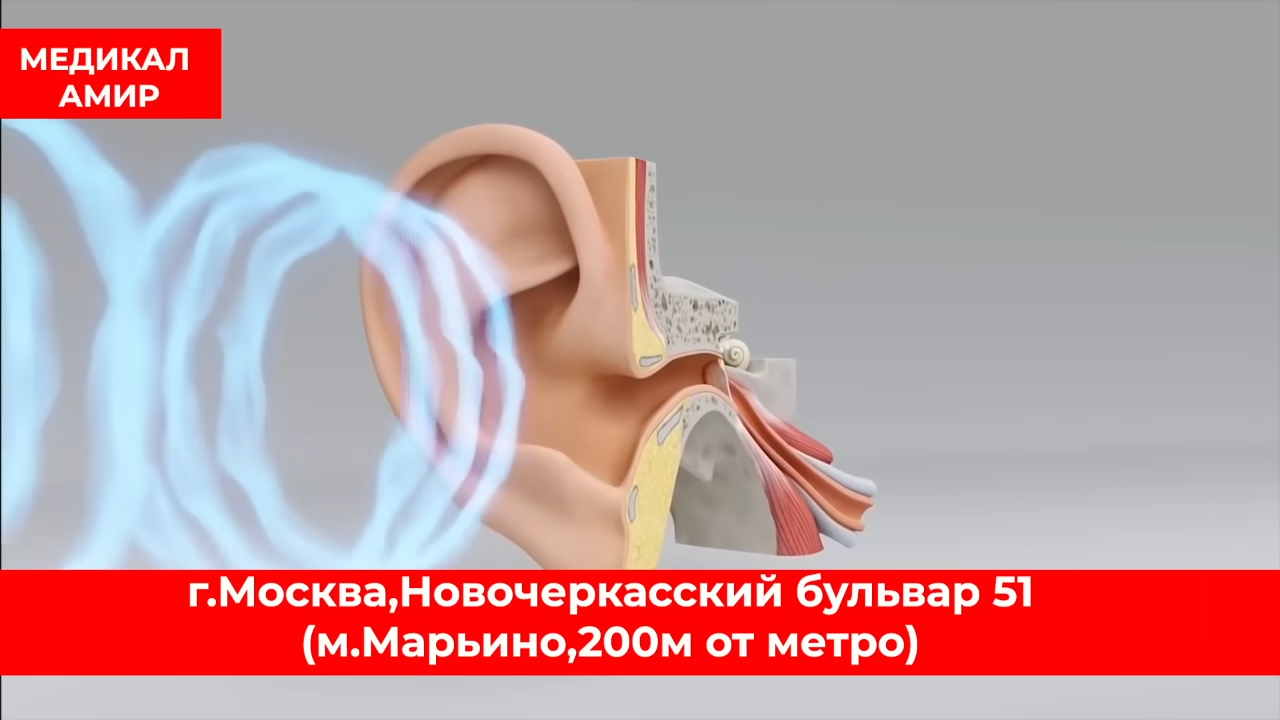 МЕДИКАЛ
АМИР
г.Москва,Новочеркасский бульвар 51
(м.Марьино,200м от метро)